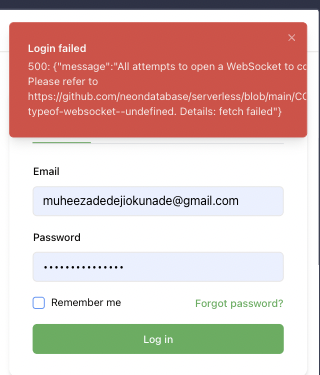 Login failed
500: {"message":"All attempts to open a WebSocket to co
Please refer to
https://github.com/neondatabase/serverless/blob/main/CO
typeof-websocket--undefined. Details: fetch failed"}
Email
muheezadedejiokunade@gmail.com
Password
•••••••••••••••
Remember me
Forgot password?
Log in